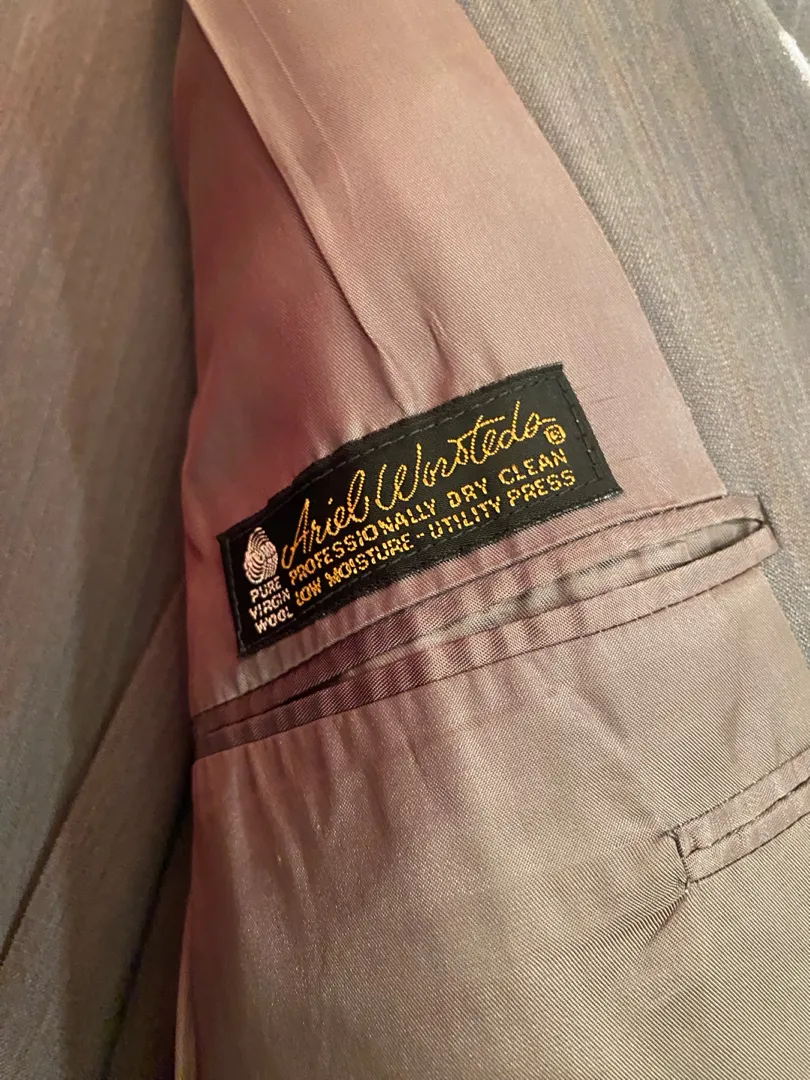 Ariel Worsteds ®
PROFESSIONALLY DRY CLEAN
LOW MOISTURE - UTILITY PRESS
PURE
VIRGIN
WOOL